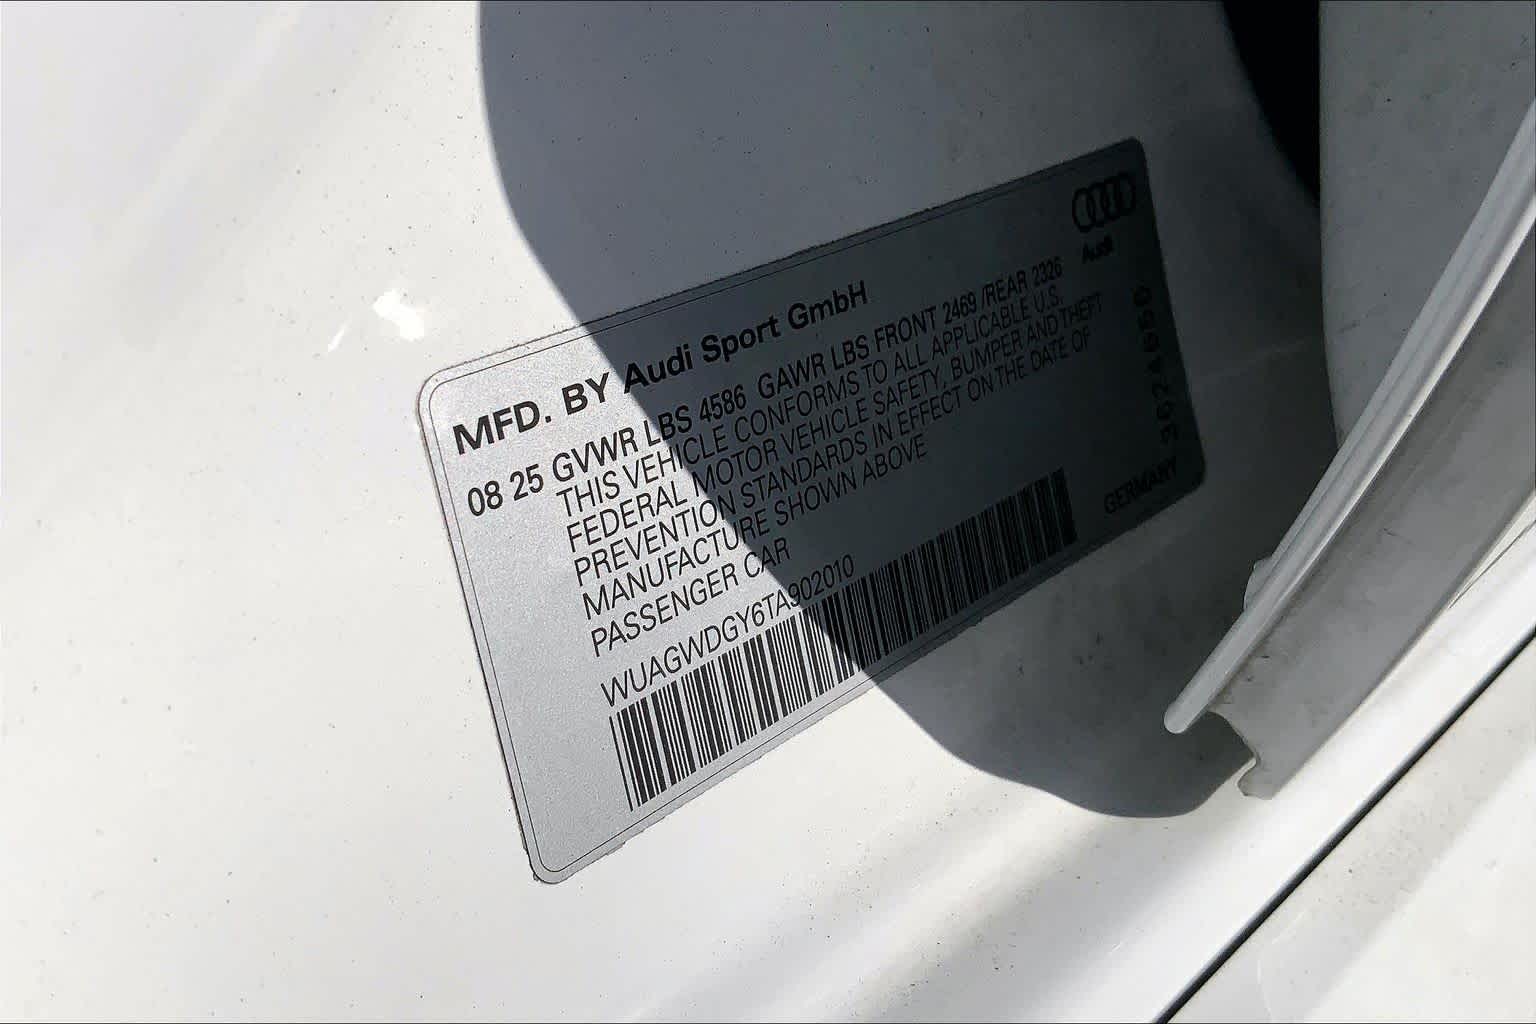 Audi
MFD. BY Audi Sport GmbH
08 25 GVWR LBS 4586 GAWR LBS FRONT 2469 /REAR 2326
THIS VEHICLE CONFORMS TO ALL APPLICABLE U.S.
FEDERAL MOTOR VEHICLE SAFETY, BUMPER AND THEFT
PREVENTION STANDARDS IN EFFECT ON THE DATE OF
MANUFACTURE SHOWN ABOVE
PASSENGER CAR
WUAGWDGY6TA902010
GERMANY